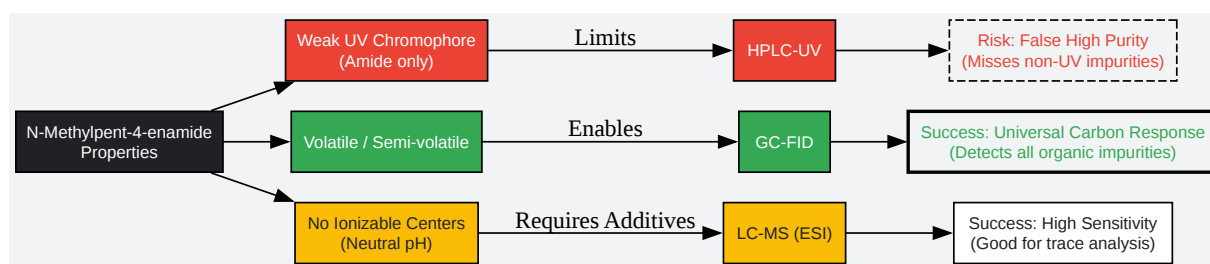 Weak UV Chromophore
(Amide only)
Limits
HPLC-UV
Risk: False High Purity
(Misses non-UV impurities)
N-Methylpent-4-enamide
Properties
Volatile / Semi-volatile
Enables
GC-FID
Success: Universal Carbon Response
(Detects all organic impurities)
No Ionizable Centers
(Neutral pH)
Requires Additives
LC-MS (ESI)
Success: High Sensitivity
(Good for trace analysis)